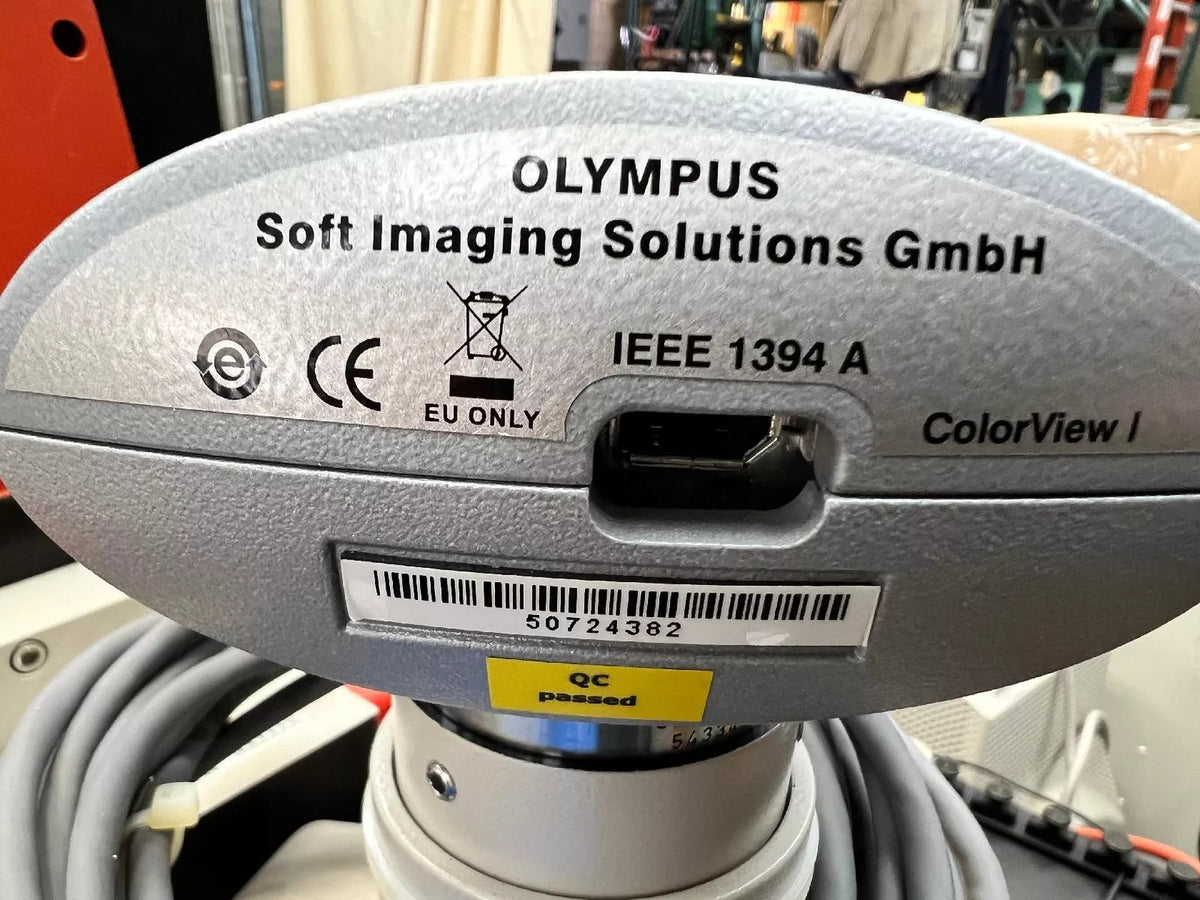 OLYMPUS
Soft Imaging Solutions GmbH
e
CE
EU ONLY
IEEE 1394 A
ColorView I
50724382
QC
passed